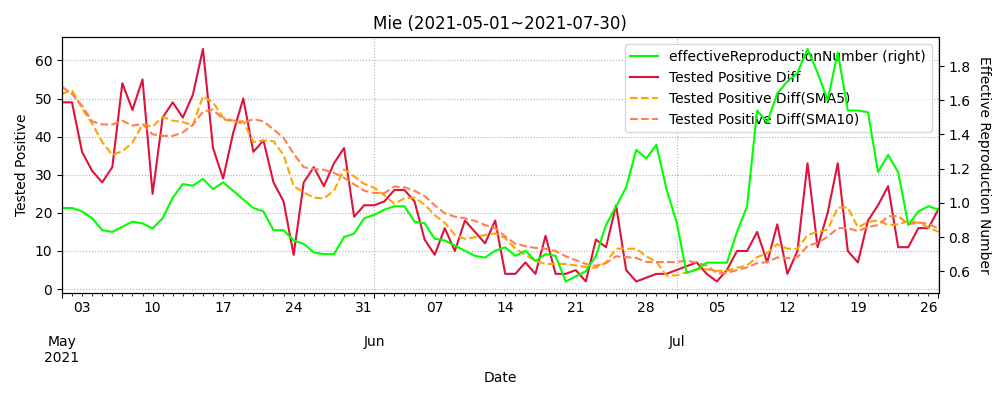 Mie (2021-05-01~2021-07-30)
effectiveReproductionNumber (right)
Tested Positive Diff
Tested Positive Diff(SMA5)
Tested Positive Diff(SMA10)
Tested Positive
60
50
40
30
20
10
0
1.8
1.6
1.4
1.2
1.0
0.8
0.6
Effective Reproduction Number
03 10 17 24 31 07 14 21 28 05 12 19 26
May Jun Jul
2021
Date